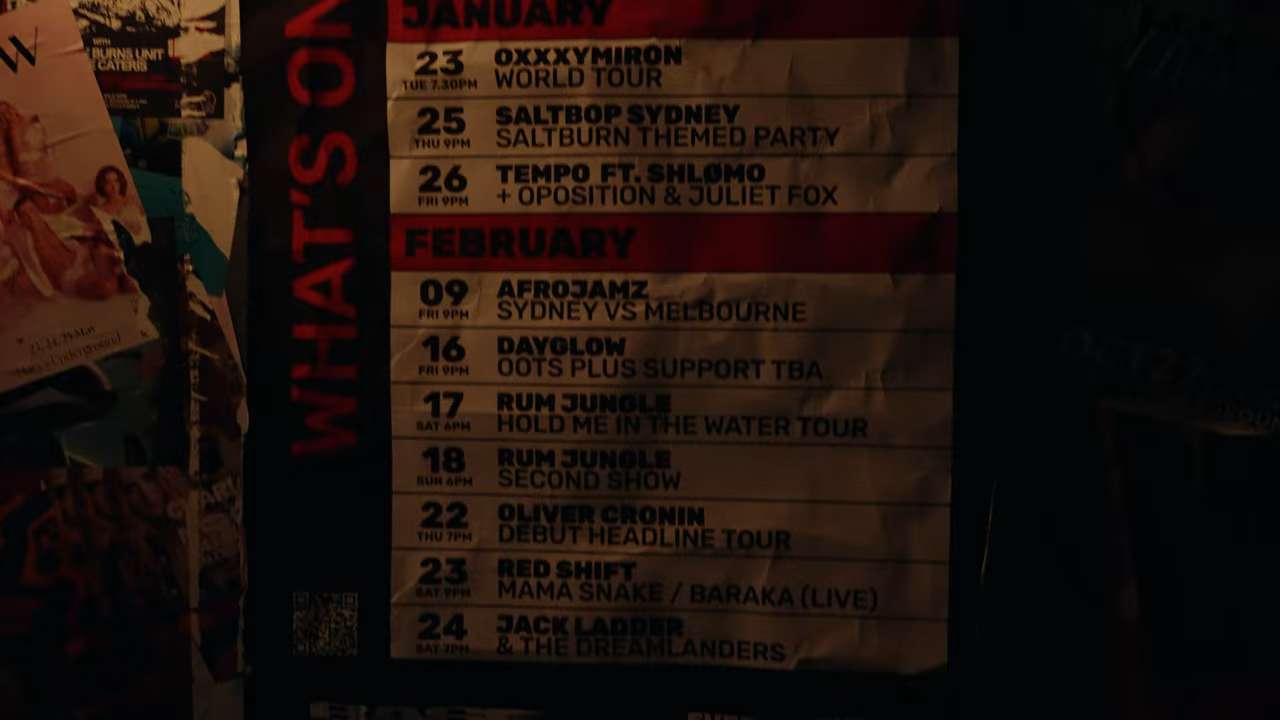 WITH
BURNS UNIT
CATERIS
W
WHAT'S ON
JANUARY
23 OXXXYMIRON
TUE 7.30PM WORLD TOUR
25 SALTBOP SYDNEY
THU 9PM SALTBURN THEMED PARTY
26 TEMPO FT. SHLØMO
FRI 9PM + OPOSITION & JULIET FOX
FEBRUARY
09 AFROJAMZ
FRI 9PM SYDNEY VS MELBOURNE
16 DAYGLOW
FRI 9PM OOTS PLUS SUPPORT TBA
17 RUM JUNGLE
SAT 6PM HOLD ME IN THE WATER TOUR
18 RUM JUNGLE
SUN 6PM SECOND SHOW
22 OLIVER CRONIN
THU 7PM DEBUT HEADLINE TOUR
23 RED SHIFT
SAT 9PM MAMA SNAKE / BARAKA (LIVE)
24 JACK LADDER
SAT 7PM & THE DREAMLANDERS